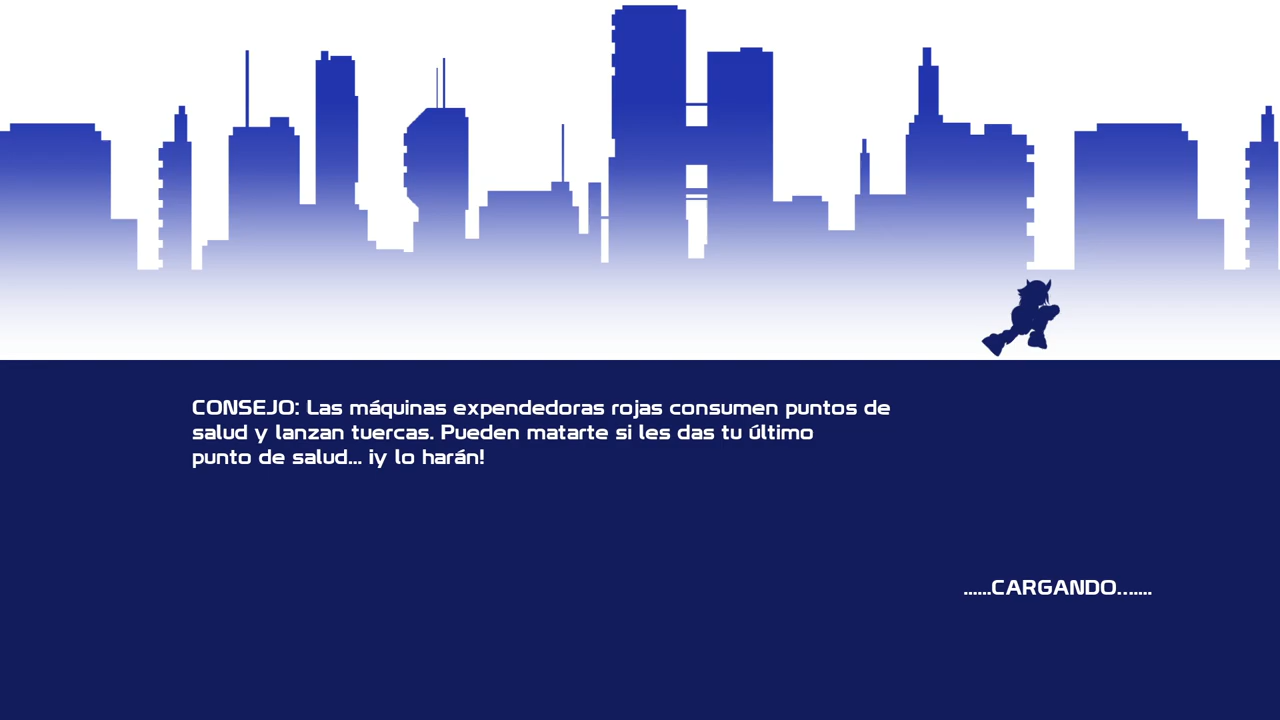 CONSEJO: Las máquinas expendedoras rojas consumen puntos de
salud y lanzan tuercas. Pueden matarte si les das tu último
punto de salud... ¡y lo harán!
......CARGANDO.......